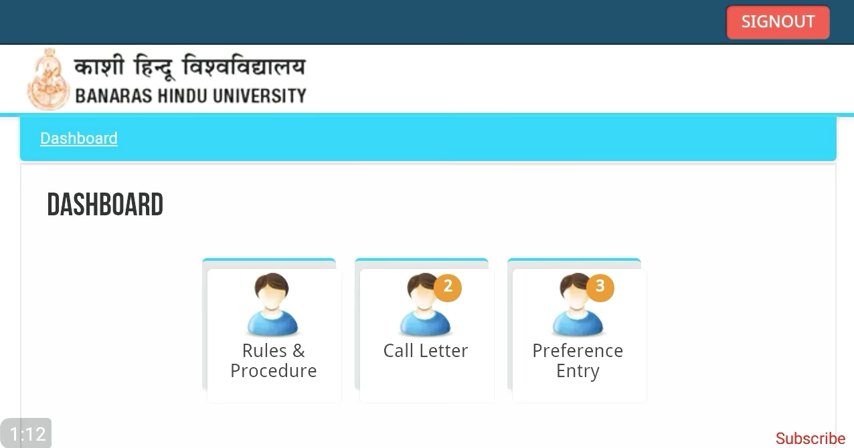 SIGNOUT
काशी हिन्दू विश्वविद्यालय
BANARAS HINDU UNIVERSITY
Dashboard
DASHBOARD
2
3
Rules &
Procedure
Call Letter
Preference
Entry
1:12
Subscribe